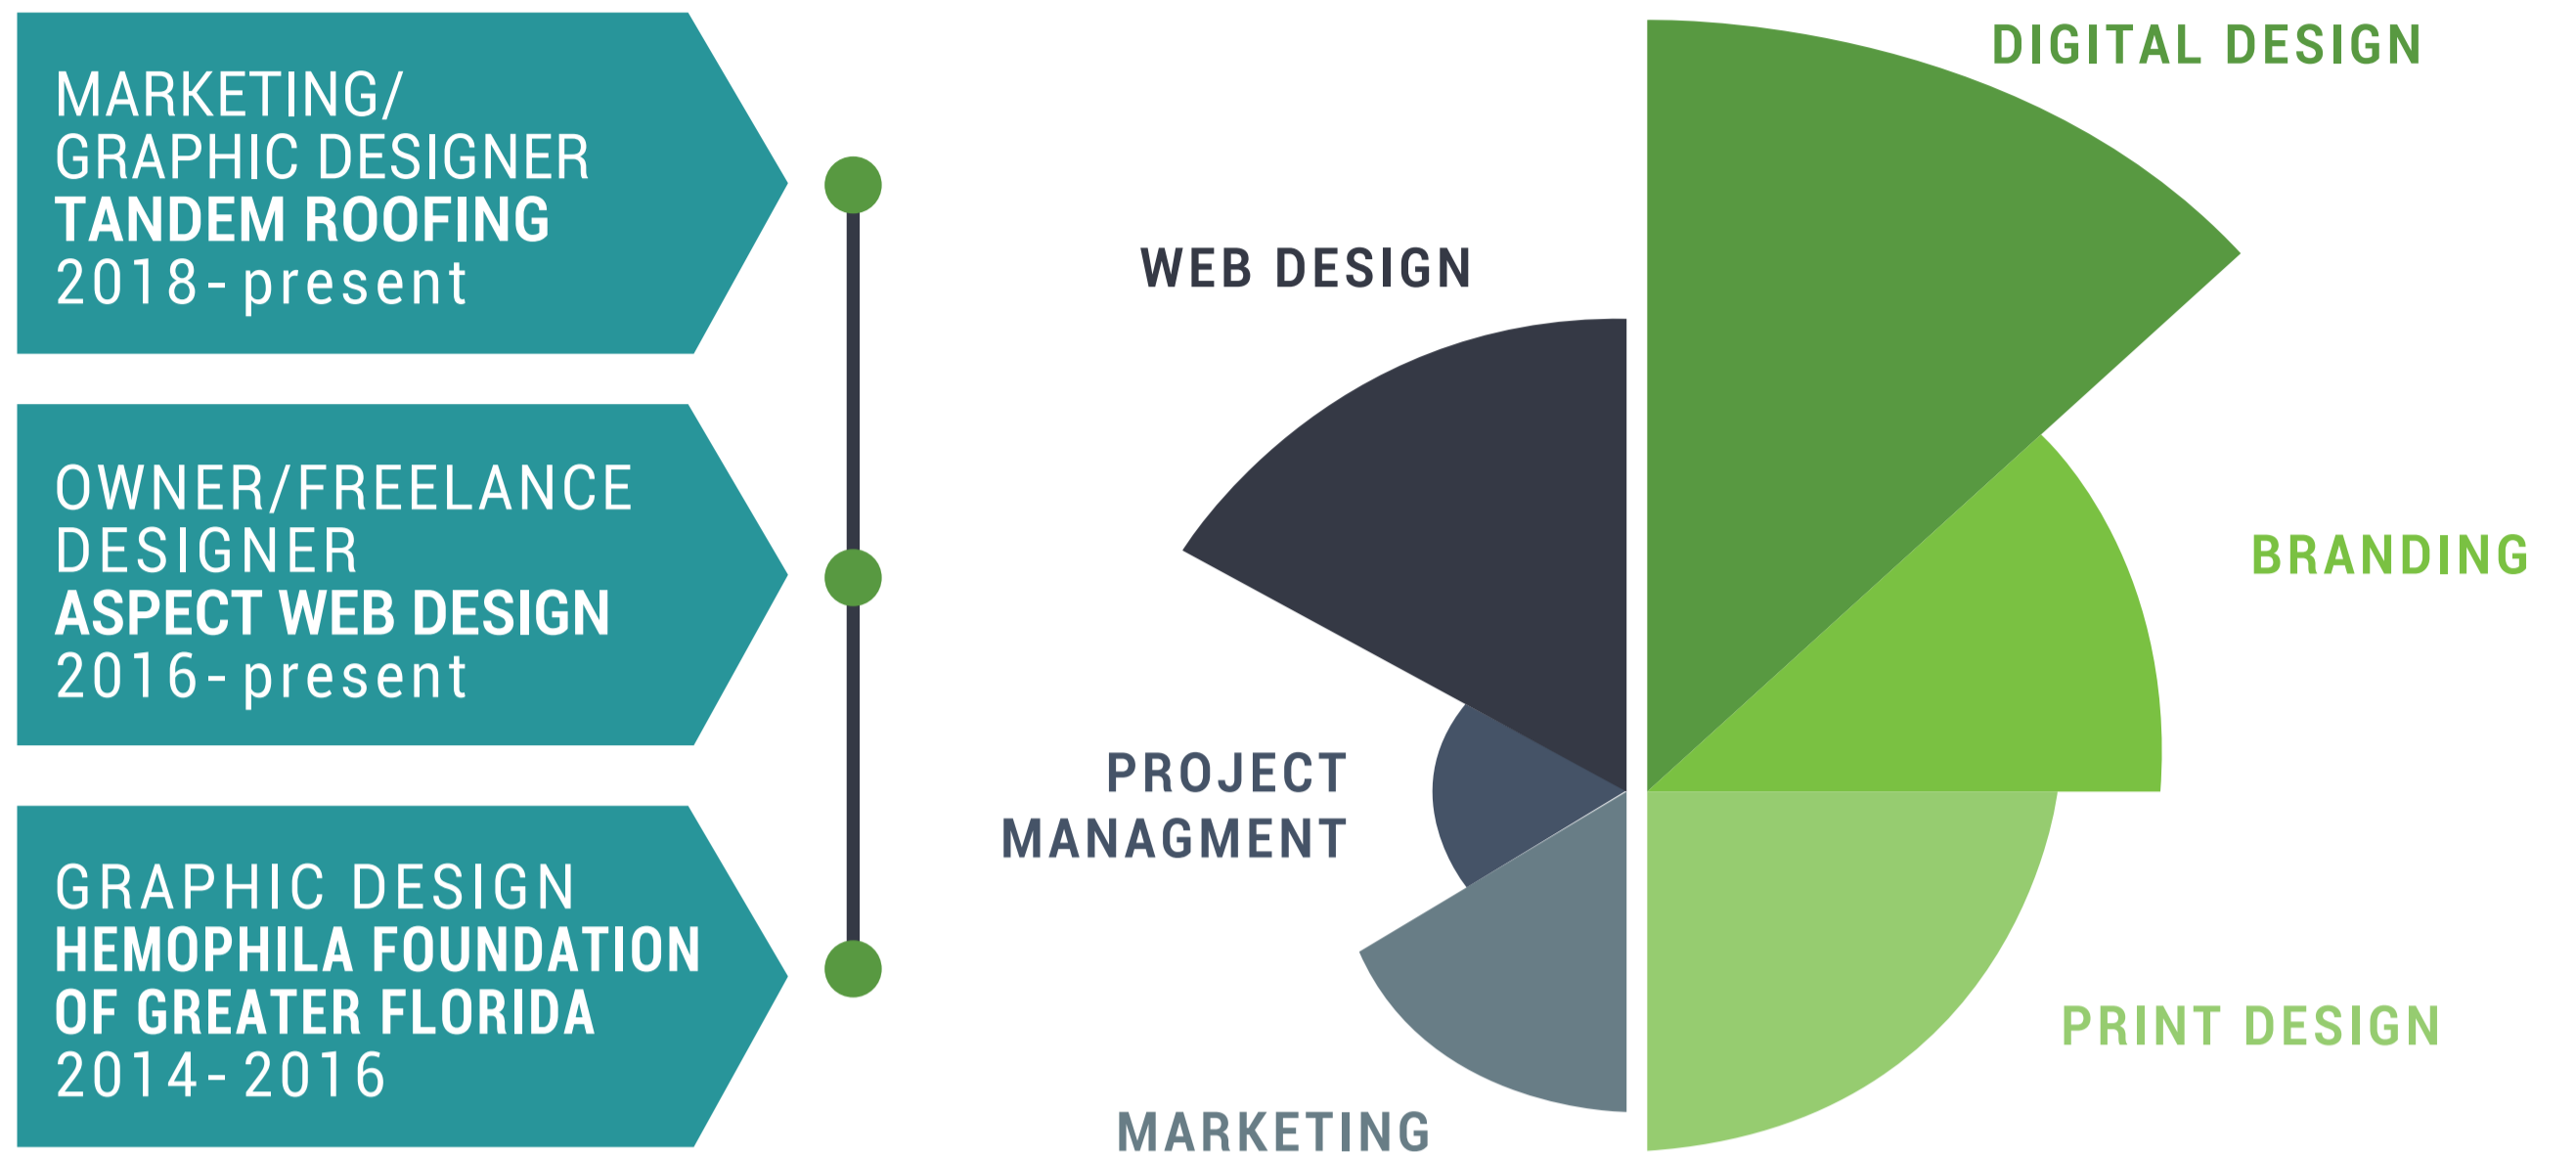 MARKETING/
GRAPHIC DESIGNER
TANDEM ROOFING
2018-present
OWNER/FREELANCE
DESIGNER
ASPECT WEB DESIGN
2016-present
GRAPHIC DESIGN
HEMOPHILA FOUNDATION
OF GREATER FLORIDA
2014-2016
DIGITAL DESIGN
WEB DESIGN
BRANDING
PROJECT
MANAGMENT
PRINT DESIGN
MARKETING